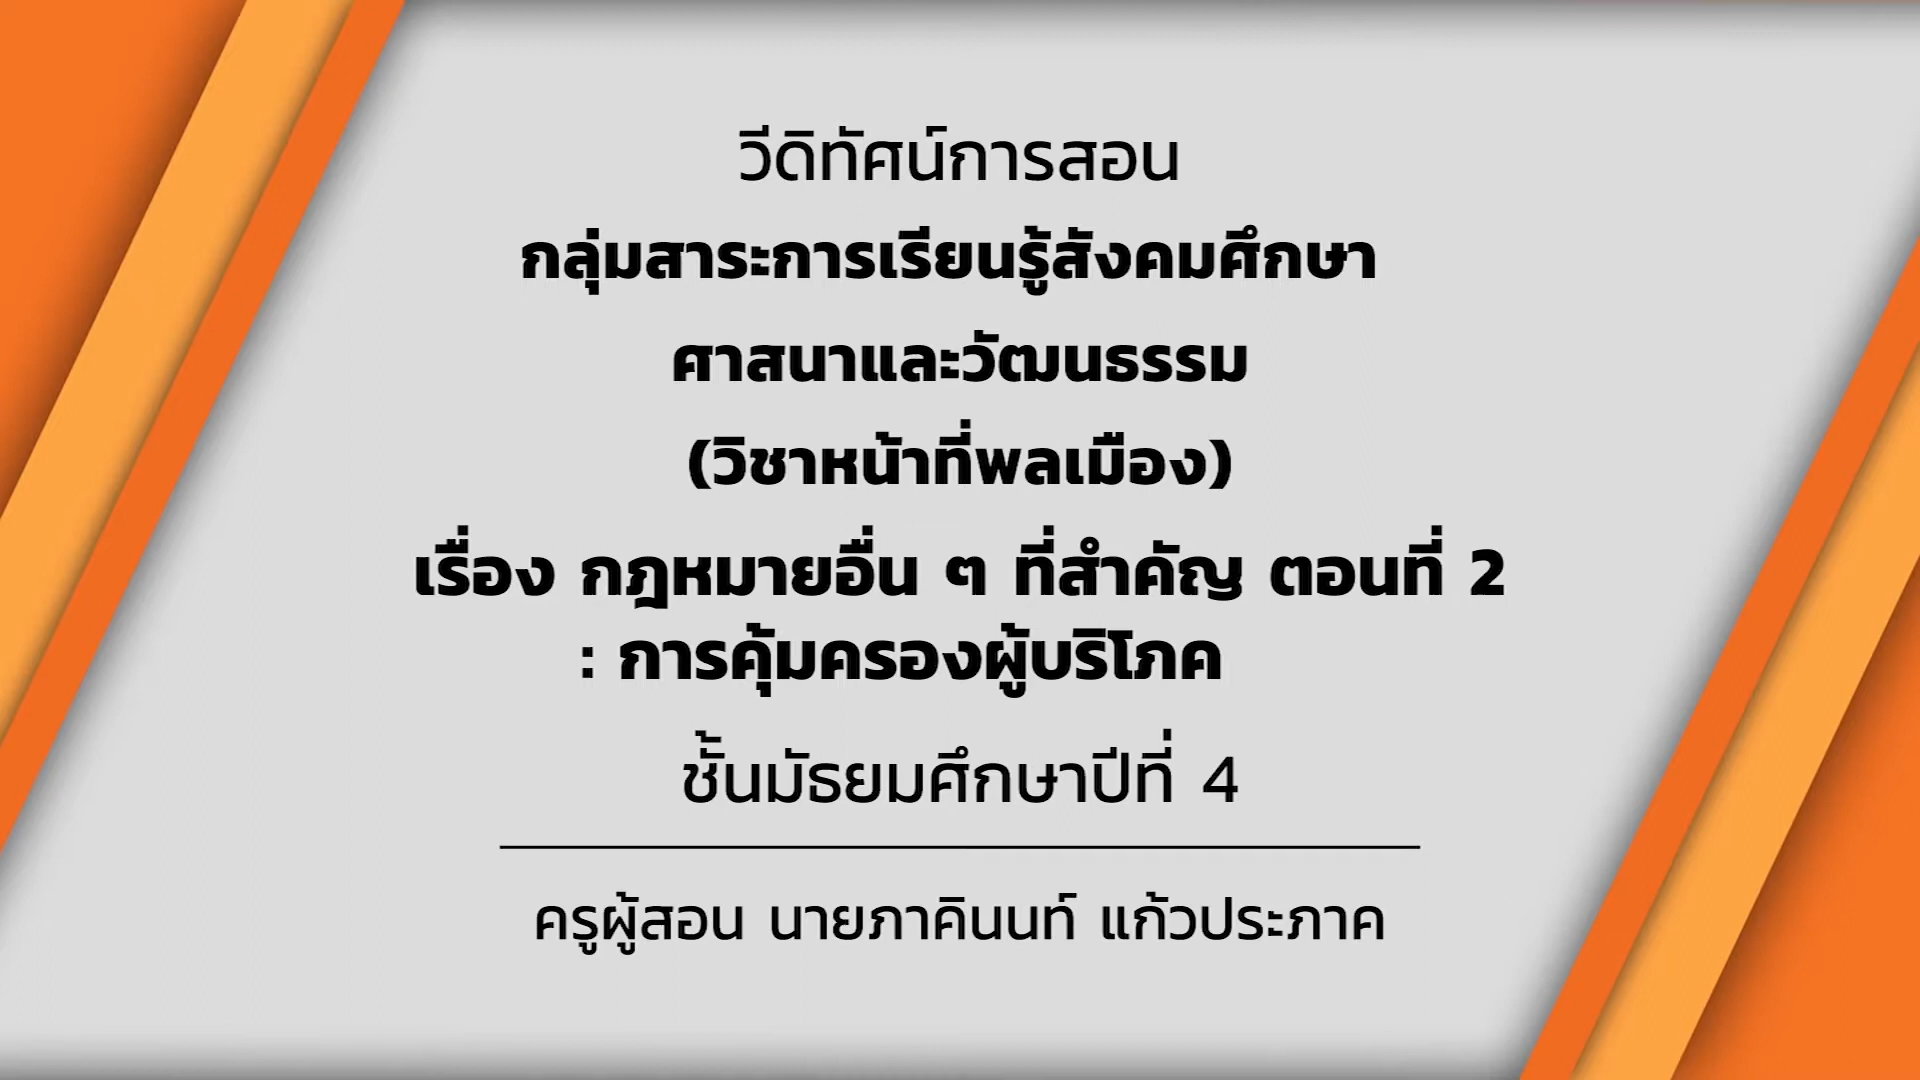 วีดิทัศน์การสอน
กลุ่มสาระการเรียนรู้สังคมศึกษา
ศาสนาและวัฒนธรรม
(วิชาหน้าที่พลเมือง)
เรื่อง กฎหมายอื่น ๆ ที่สำคัญ ตอนที่ 2
: การคุ้มครองผู้บริโภค
ชั้นมัธยมศึกษาปีที่ 4
ครูผู้สอน นายภาคินนท์ แก้วประภาค